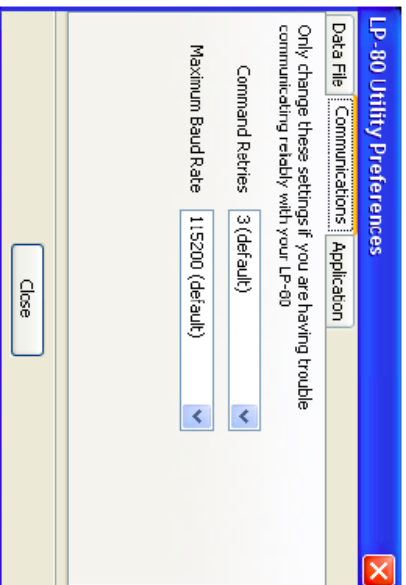 LP-80 Utility Preferences
Data File Communications Application
Only change these settings if you are having trouble
communicating reliably with your LP-80
Command Retries 3 (default)
Maximum Baud Rate 115200 (default)
Close